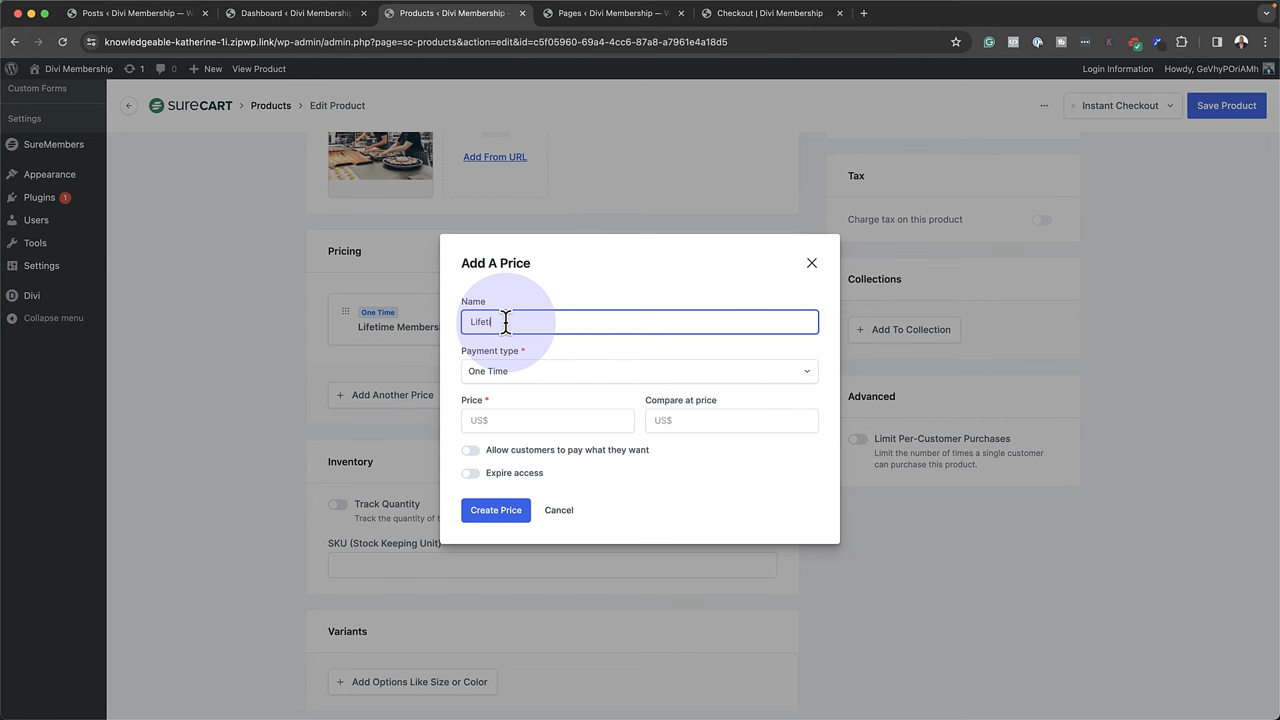 Posts ‹ Divi Membership — W
Dashboard ‹ Divi Membership
Products ‹ Divi Membership -
Pages ‹ Divi Membership — W
Checkout | Divi Membership
knowledgeable-katherine-1i.zipwp.link/wp-admin/admin.php?page=sc-products&action=edit&id=c5f05960-69a4-4cc6-87a8-a7961e4a18d5
Divi Membership
1
0
New
View Product
Login Information
Howdy, GeVhyPOriAMh
Custom Forms
Settings
SureMembers
Appearance
Plugins 1
Users
Tools
Settings
Divi
Collapse menu
SURECART
Products
Edit Product
Instant Checkout
Save Product
Add From URL
Pricing
One Time
Lifetime Members
Add Another Price
Inventory
Track Quantity
Track the quantity of t
SKU (Stock Keeping Unit)
Variants
Add Options Like Size or Color
Add A Price
Name
Lifeti
Payment type *
One Time
Price *
Compare at price
US$
US$
Allow customers to pay what they want
Expire access
Create Price
Cancel
Tax
Charge tax on this product
Collections
Add To Collection
Advanced
Limit Per-Customer Purchases
Limit the number of times a single customer
can purchase this product.